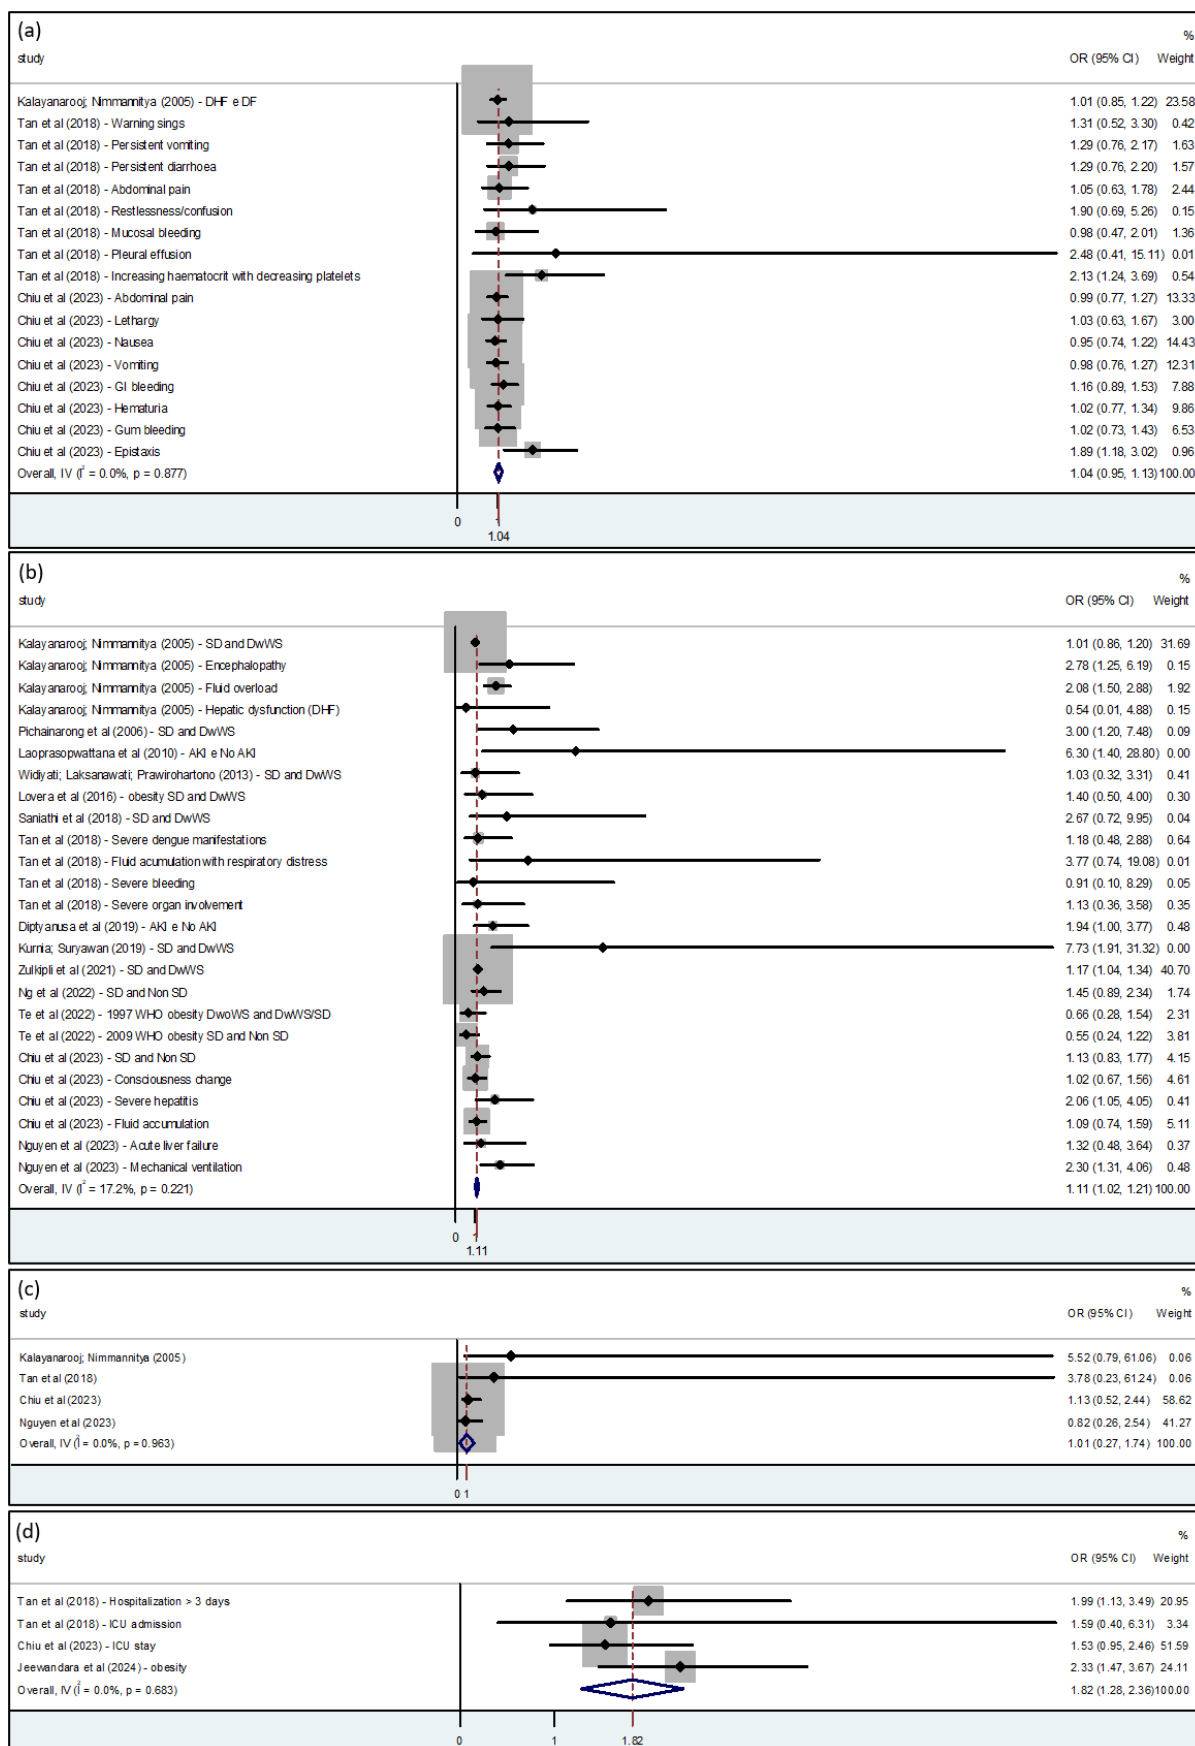 (a)
%
study OR (95% CI) Weight
Kalayanarooj; Nimmannitya (2005) - DHF e DF 1.01 (0.85, 1.22) 23.58
Tan et al (2018) - Warning sings 1.31 (0.52, 3.30) 0.42
Tan et al (2018) - Persistent vomiting 1.29 (0.76, 2.17) 1.63
Tan et al (2018) - Persistent diarrhoea 1.29 (0.76, 2.20) 1.57
Tan et al (2018) - Abdominal pain 1.05 (0.63, 1.78) 2.44
Tan et al (2018) - Restlessness/confusion 1.90 (0.69, 5.26) 0.15
Tan et al (2018) - Mucosal bleeding 0.98 (0.47, 2.01) 1.36
Tan et al (2018) - Pleural effusion 2.48 (0.41, 15.11) 0.01
Tan et al (2018) - Increasing haematocrit with decreasing platelets 2.13 (1.24, 3.69) 0.54
Chiu et al (2023) - Abdominal pain 0.99 (0.77, 1.27) 13.33
Chiu et al (2023) - Lethargy 1.03 (0.63, 1.67) 3.00
Chiu et al (2023) - Nausea 0.95 (0.74, 1.22) 14.43
Chiu et al (2023) - Vomiting 0.98 (0.76, 1.27) 12.31
Chiu et al (2023) - GI bleeding 1.16 (0.89, 1.53) 7.88
Chiu et al (2023) - Hematuria 1.02 (0.77, 1.34) 9.86
Chiu et al (2023) - Gum bleeding 1.02 (0.73, 1.43) 6.53
Chiu et al (2023) - Epistaxis 1.89 (1.18, 3.02) 0.96
Overall, IV (I² = 0.0%, p = 0.877) 1.04 (0.95, 1.13) 100.00
0 1
1.04
(b)
%
study OR (95% CI) Weight
Kalayanarooj; Nimmannitya (2005) - SD and DwWS 1.01 (0.86, 1.20) 31.69
Kalayanarooj; Nimmannitya (2005) - Encephalopathy 2.78 (1.25, 6.19) 0.15
Kalayanarooj; Nimmannitya (2005) - Fluid overload 2.08 (1.50, 2.88) 1.92
Kalayanarooj; Nimmannitya (2005) - Hepatic dysfunction (DHF) 0.54 (0.01, 4.88) 0.15
Pichainarong et al (2006) - SD and DwWS 3.00 (1.20, 7.48) 0.09
Laoprasopwattana et al (2010) - AKI e No AKI 6.30 (1.40, 28.80) 0.00
Widiyati; Laksanawati; Prawirohartono (2013) - SD and DwWS 1.03 (0.32, 3.31) 0.41
Lovera et al (2016) - obesity SD and DwWS 1.40 (0.50, 4.00) 0.30
Saniathi et al (2018) - SD and DwWS 2.67 (0.72, 9.95) 0.04
Tan et al (2018) - Severe dengue manifestations 1.18 (0.48, 2.88) 0.64
Tan et al (2018) - Fluid acumulation with respiratory distress 3.77 (0.74, 19.08) 0.01
Tan et al (2018) - Severe bleeding 0.91 (0.10, 8.29) 0.05
Tan et al (2018) - Severe organ involvement 1.13 (0.36, 3.58) 0.35
Diptyanusa et al (2019) - AKI e No AKI 1.94 (1.00, 3.77) 0.48
Kurnia; Suryawan (2019) - SD and DwWS 7.73 (1.91, 31.32) 0.00
Zulkipli et al (2021) - SD and DwWS 1.17 (1.04, 1.34) 40.70
Ng et al (2022) - SD and Non SD 1.45 (0.89, 2.34) 1.74
Te et al (2022) - 1997 WHO obesity DwoWS and DwWS/SD 0.66 (0.28, 1.54) 2.31
Te et al (2022) - 2009 WHO obesity SD and Non SD 0.55 (0.24, 1.22) 3.81
Chiu et al (2023) - SD and Non SD 1.13 (0.83, 1.77) 4.15
Chiu et al (2023) - Consciousness change 1.02 (0.67, 1.56) 4.61
Chiu et al (2023) - Severe hepatitis 2.06 (1.05, 4.05) 0.41
Chiu et al (2023) - Fluid accumulation 1.09 (0.74, 1.59) 5.11
Nguyen et al (2023) - Acute liver failure 1.32 (0.48, 3.64) 0.37
Nguyen et al (2023) - Mechanical ventilation 2.30 (1.31, 4.06) 0.48
Overall, IV (I² = 17.2%, p = 0.221) 1.11 (1.02, 1.21) 100.00
0 1
1.11
(c)
%
study OR (95% CI) Weight
Kalayanarooj; Nimmannitya (2005) 5.52 (0.79, 61.06) 0.06
Tan et al (2018) 3.78 (0.23, 61.24) 0.06
Chiu et al (2023) 1.13 (0.52, 2.44) 58.62
Nguyen et al (2023) 0.82 (0.26, 2.54) 41.27
Overall, IV (I² = 0.0%, p = 0.963) 1.01 (0.27, 1.74) 100.00
0 1
(d)
%
study OR (95% CI) Weight
Tan et al (2018) - Hospitalization > 3 days 1.99 (1.13, 3.49) 20.95
Tan et al (2018) - ICU admission 1.59 (0.40, 6.31) 3.34
Chiu et al (2023) - ICU stay 1.53 (0.95, 2.46) 51.59
Jeewandara et al (2024) - obesity 2.33 (1.47, 3.67) 24.11
Overall, IV (I² = 0.0%, p = 0.683) 1.82 (1.28, 2.36) 100.00
0 1 1.82